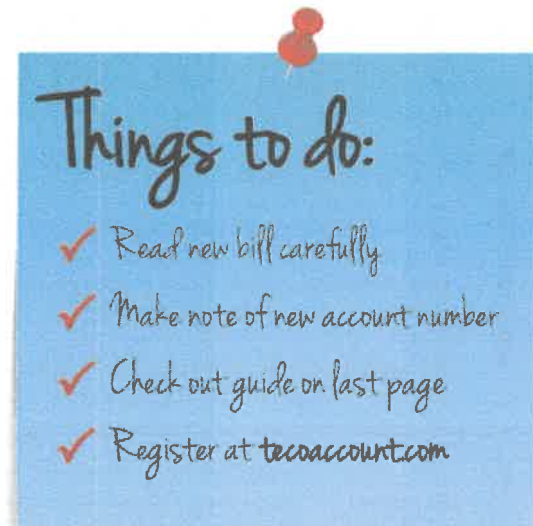 Things to do:
Read new bill carefully
Make note of new account number
Check out guide on last page
Register at tecoaccount.com